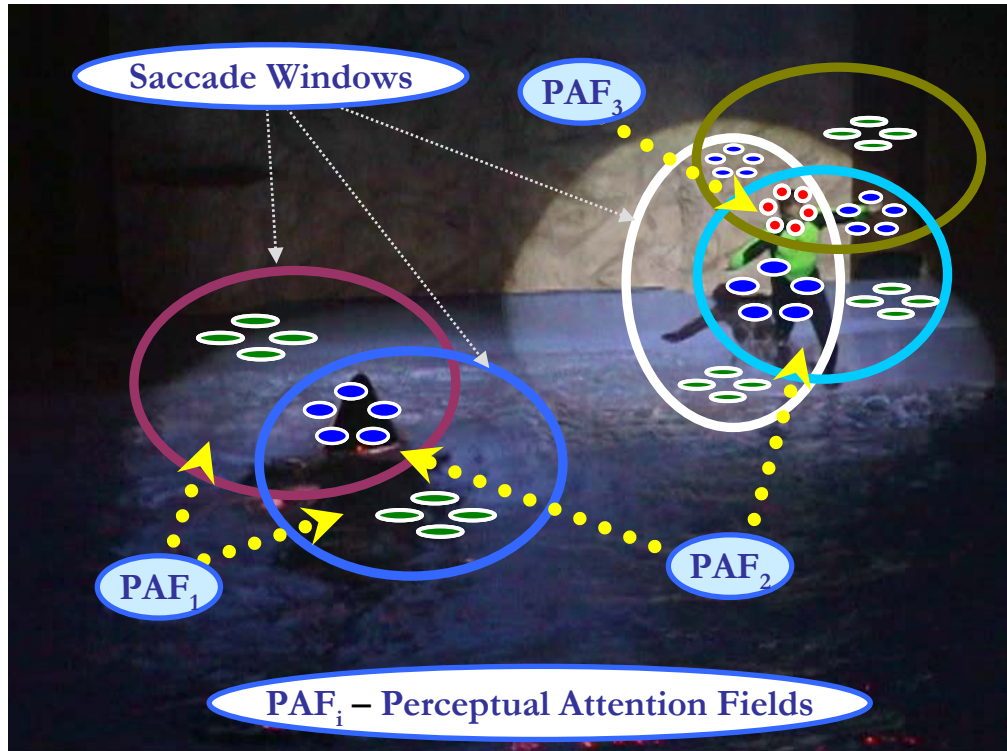 Saccade Windows
PAF₃
PAF₁
PAF₂
PAFᵢ – Perceptual Attention Fields